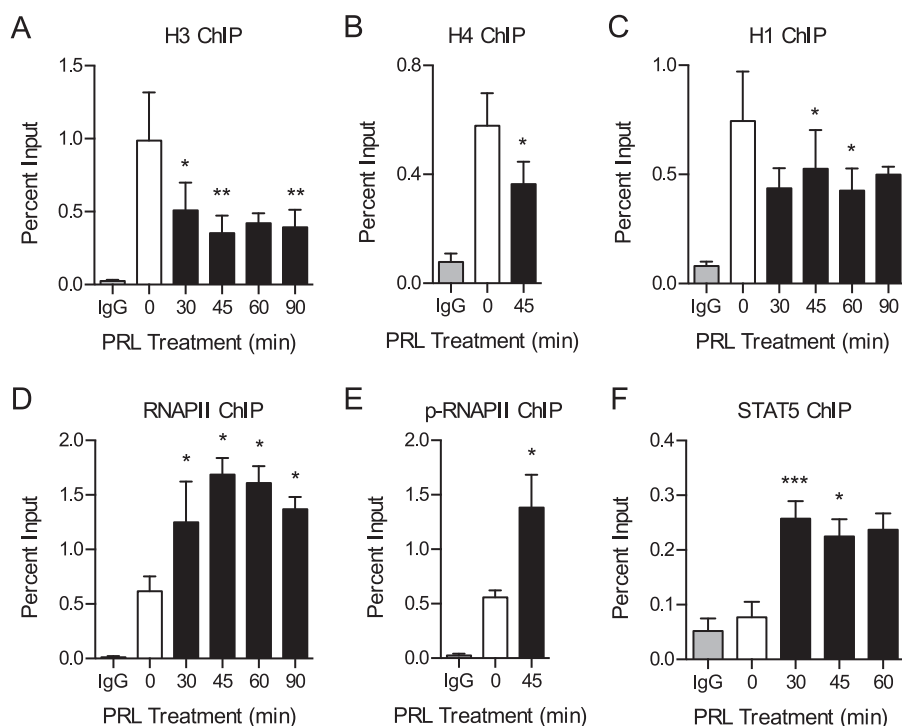 A
H3 ChIP
Percent Input
1.5
1.0
0.5
0.0
*
**
**
IgG 0 30 45 60 90
PRL Treatment (min)
B
H4 ChIP
Percent Input
0.8
0.4
0.0
*
IgG 0 45
PRL Treatment (min)
C
H1 ChIP
Percent Input
1.0
0.5
0.0
*
*
IgG 0 30 45 60 90
PRL Treatment (min)
D
RNAPII ChIP
Percent Input
2.0
1.5
1.0
0.5
0.0
*
*
*
*
IgG 0 30 45 60 90
PRL Treatment (min)
E
p-RNAPII ChIP
Percent Input
2.0
1.5
1.0
0.5
0.0
*
IgG 0 45
PRL Treatment (min)
F
STAT5 ChIP
Percent Input
0.4
0.3
0.2
0.1
0.0
***
*
IgG 0 30 45 60
PRL Treatment (min)